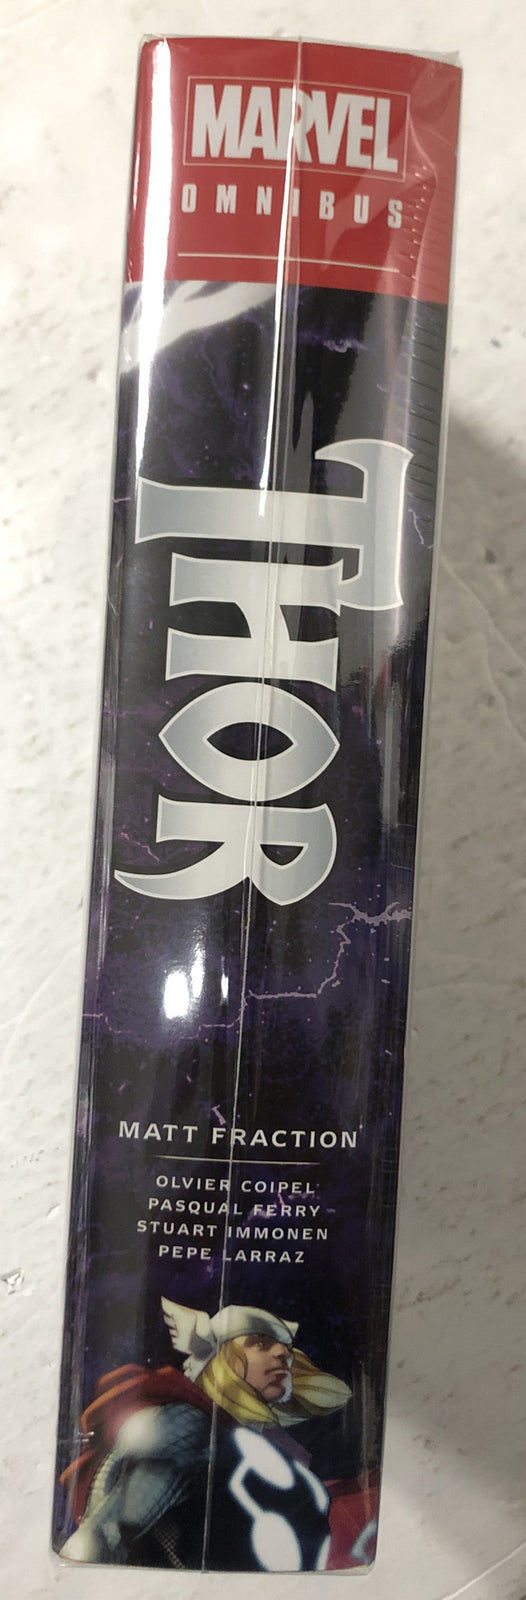 MARVEL
OMNIBUS
THOR
MATT FRACTION
OLVIER COIPEL
PASQUAL FERRY
STUART IMMONEN
PEPE LARRAZ